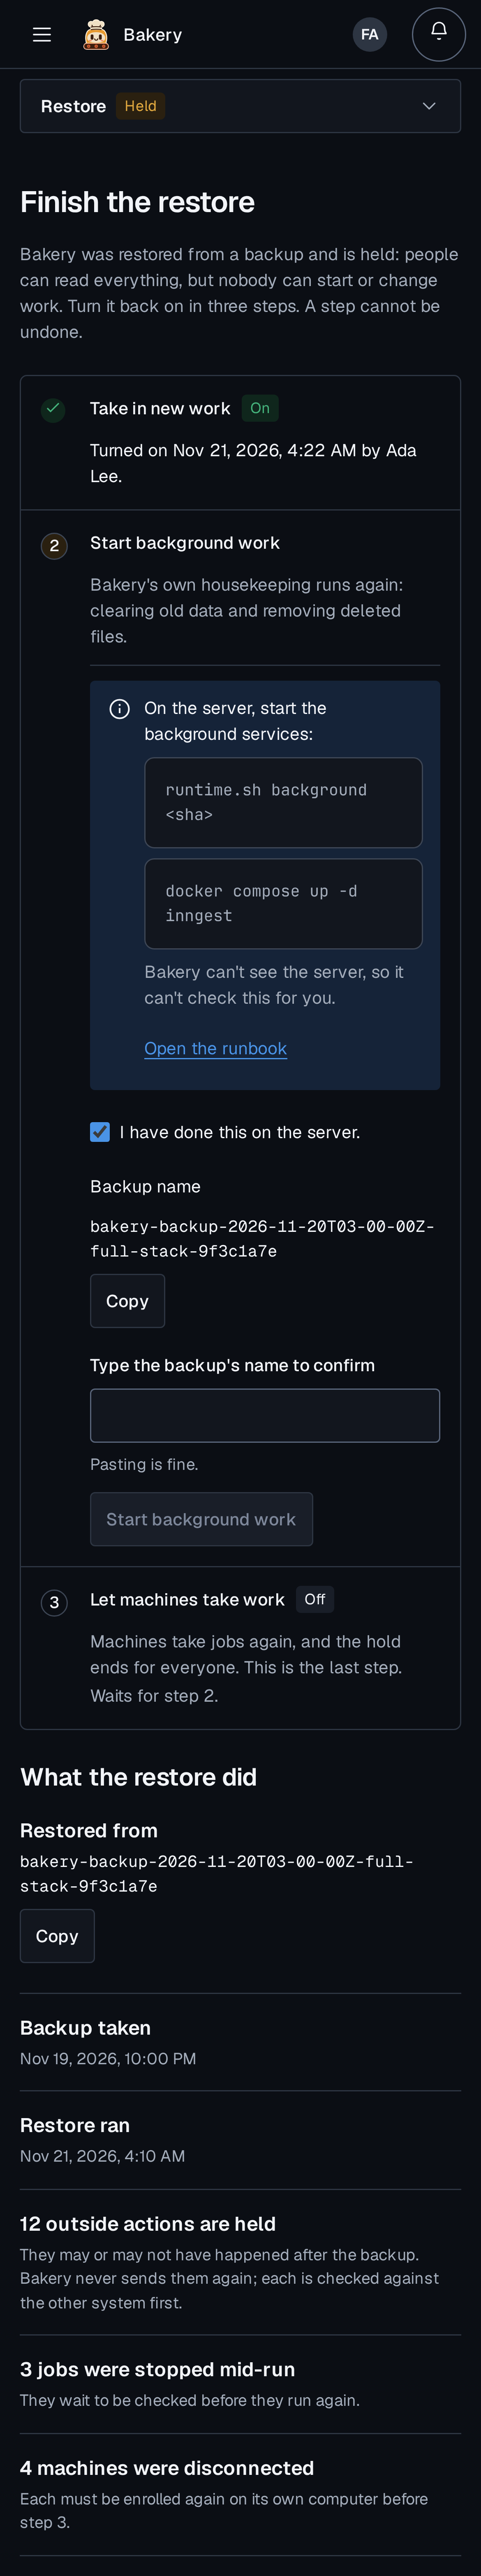 Bakery
FA
Restore Held
Finish the restore
Bakery was restored from a backup and is held: people
can read everything, but nobody can start or change
work. Turn it back on in three steps. A step cannot be
undone.
Take in new work On
Turned on Nov 21, 2026, 4:22 AM by Ada
Lee.
2 Start background work
Bakery's own housekeeping runs again:
clearing old data and removing deleted
files.
On the server, start the
background services:
runtime.sh background
<sha>
docker compose up -d
inngest
Bakery can't see the server, so it
can't check this for you.
Open the runbook
I have done this on the server.
Backup name
bakery-backup-2026-11-20T03-00-00Z-
full-stack-9f3c1a7e
Copy
Type the backup's name to confirm
Pasting is fine.
Start background work
3 Let machines take work Off
Machines take jobs again, and the hold
ends for everyone. This is the last step.
Waits for step 2.
What the restore did
Restored from
bakery-backup-2026-11-20T03-00-00Z-full-
stack-9f3c1a7e
Copy
Backup taken
Nov 19, 2026, 10:00 PM
Restore ran
Nov 21, 2026, 4:10 AM
12 outside actions are held
They may or may not have happened after the backup.
Bakery never sends them again; each is checked against
the other system first.
3 jobs were stopped mid-run
They wait to be checked before they run again.
4 machines were disconnected
Each must be enrolled again on its own computer before
step 3.